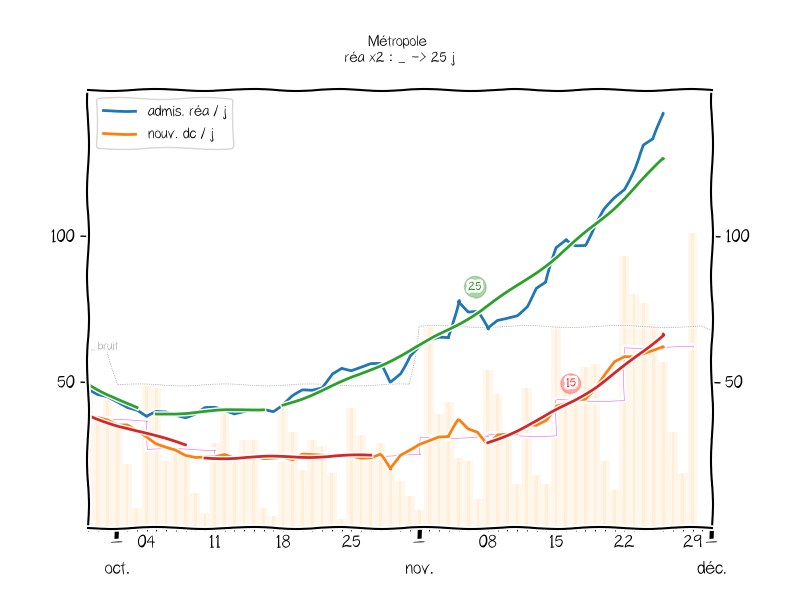 Métropole
réa x2 : _ -> 25 j
admis. réa / j
nouv. dc / j
100
100
bruit
25
50
15
50
04
11
18
25
08
15
22
29
oct.
nov.
déc.